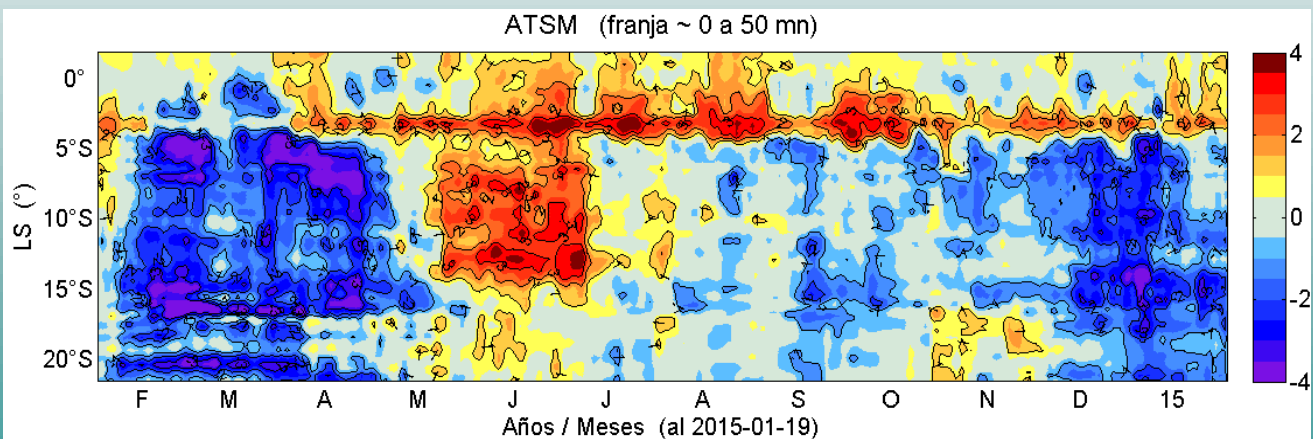 ATSM (franja ~ 0 a 50 mn)
LS (°)
0°
5°S
10°S
15°S
20°S
F M A M J J A S O N D 15
Años / Meses (al 2015-01-19)
4
2
0
-2
-4